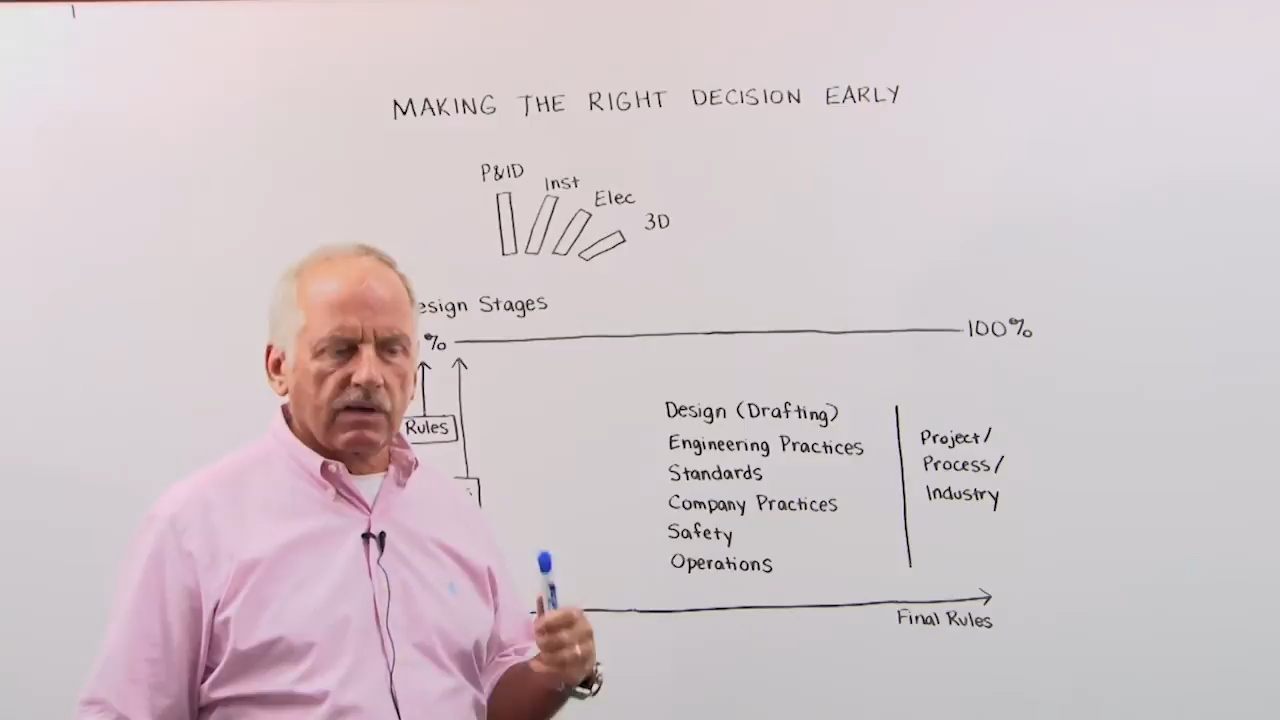 MAKING THE RIGHT DECISION EARLY
P&ID
Inst
Elec
3D
esign Stages
%
100%
Rules
Design (Drafting)
Engineering Practices
Standards
Company Practices
Safety
Operations
Project/
Process/
Industry
Final Rules